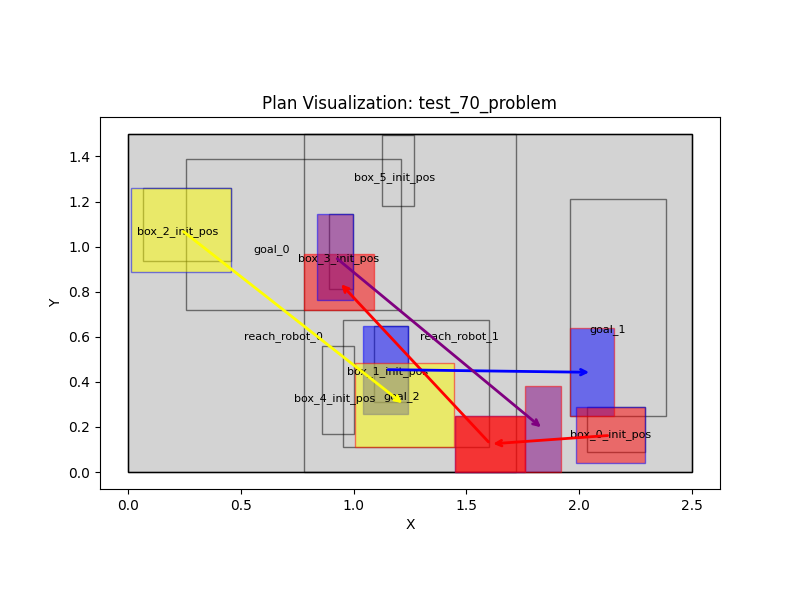 Plan Visualization: test_70_problem
Y
1.4
1.2
1.0
0.8
0.6
0.4
0.2
0.0
box_5_init_pos
box_2_init_pos
goal_0
box_3_init_pos
goal_1
reach_robot_0
reach_robot_1
box_1_init_pos
box_4_init_pos
goal_2
box_0_init_pos
0.0
0.5
1.0
1.5
2.0
2.5
X